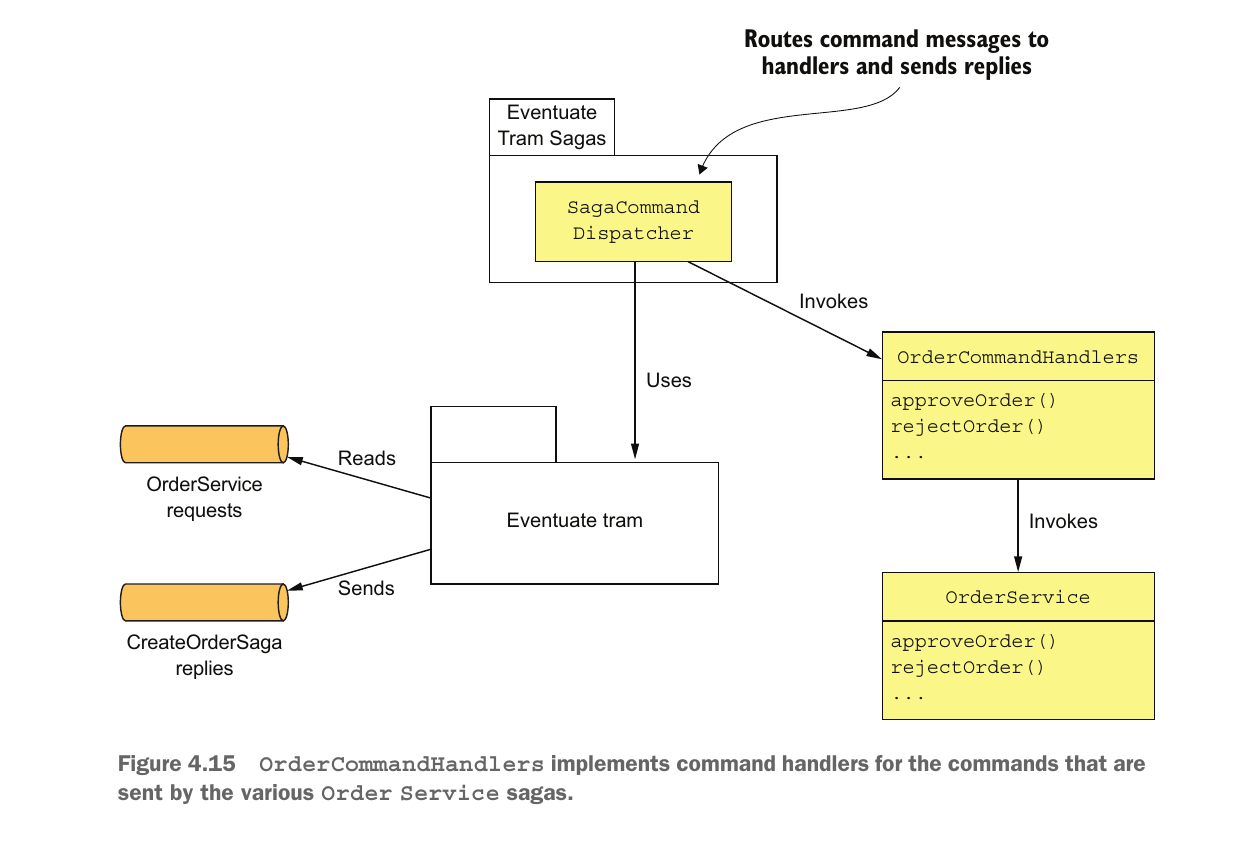 Routes command messages to
handlers and sends replies
Eventuate
Tram Sagas
SagaCommand
Dispatcher
Invokes
OrderCommandHandlers
approveOrder()
rejectOrder()
...
Uses
Reads
OrderService
requests
Eventuate tram
Invokes
Sends
CreateOrderSaga
replies
OrderService
approveOrder()
rejectOrder()
...
Figure 4.15 OrderCommandHandlers implements command handlers for the commands that are
sent by the various Order Service sagas.